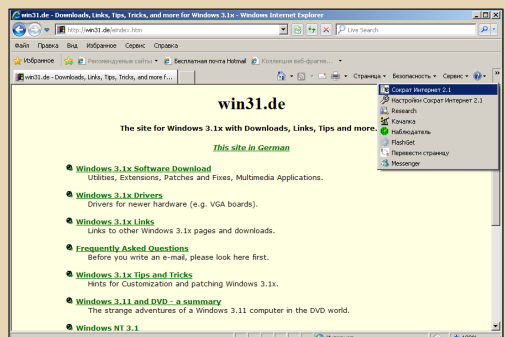 win31.de - Downloads, Links, Tips, Tricks, and more for Windows 3.1x - Windows Internet Explorer
http://win31.de/index.htm
Live Search
Файл Правка Вид Избранное Сервис Справка
Избранное Рекомендуемые сайты Бесплатная почта Hotmail Коллекция веб-фрагме...
win31.de - Downloads, Links, Tips, Tricks, and more f...
Страница Безопасность Сервис
Сократ Интернет 2.1
Настройки Сократ Интернет 2.1
Research
Качалка
Наблюдатель
FlashGet
Перевести страницу
Messenger
win31.de
The site for Windows 3.1x with Downloads, Links, Tips and more.
This site in German
Windows 3.1x Software Download
Utilities, Extensions, Patches and Fixes, Multimedia Applications.
Windows 3.1x Drivers
Drivers for newer hardware (e.g. VGA boards).
Windows 3.1x Links
Links to other Windows 3.1x pages and downloads.
Frequently Asked Questions
Before you write an e-mail, please look here first.
Windows 3.1x Tips and Tricks
Hints for Customization and patching Windows 3.1x.
Windows 3.11 and DVD - a summary
The strange adventures of a Windows 3.11 computer in the DVD world.
Windows NT 3.1